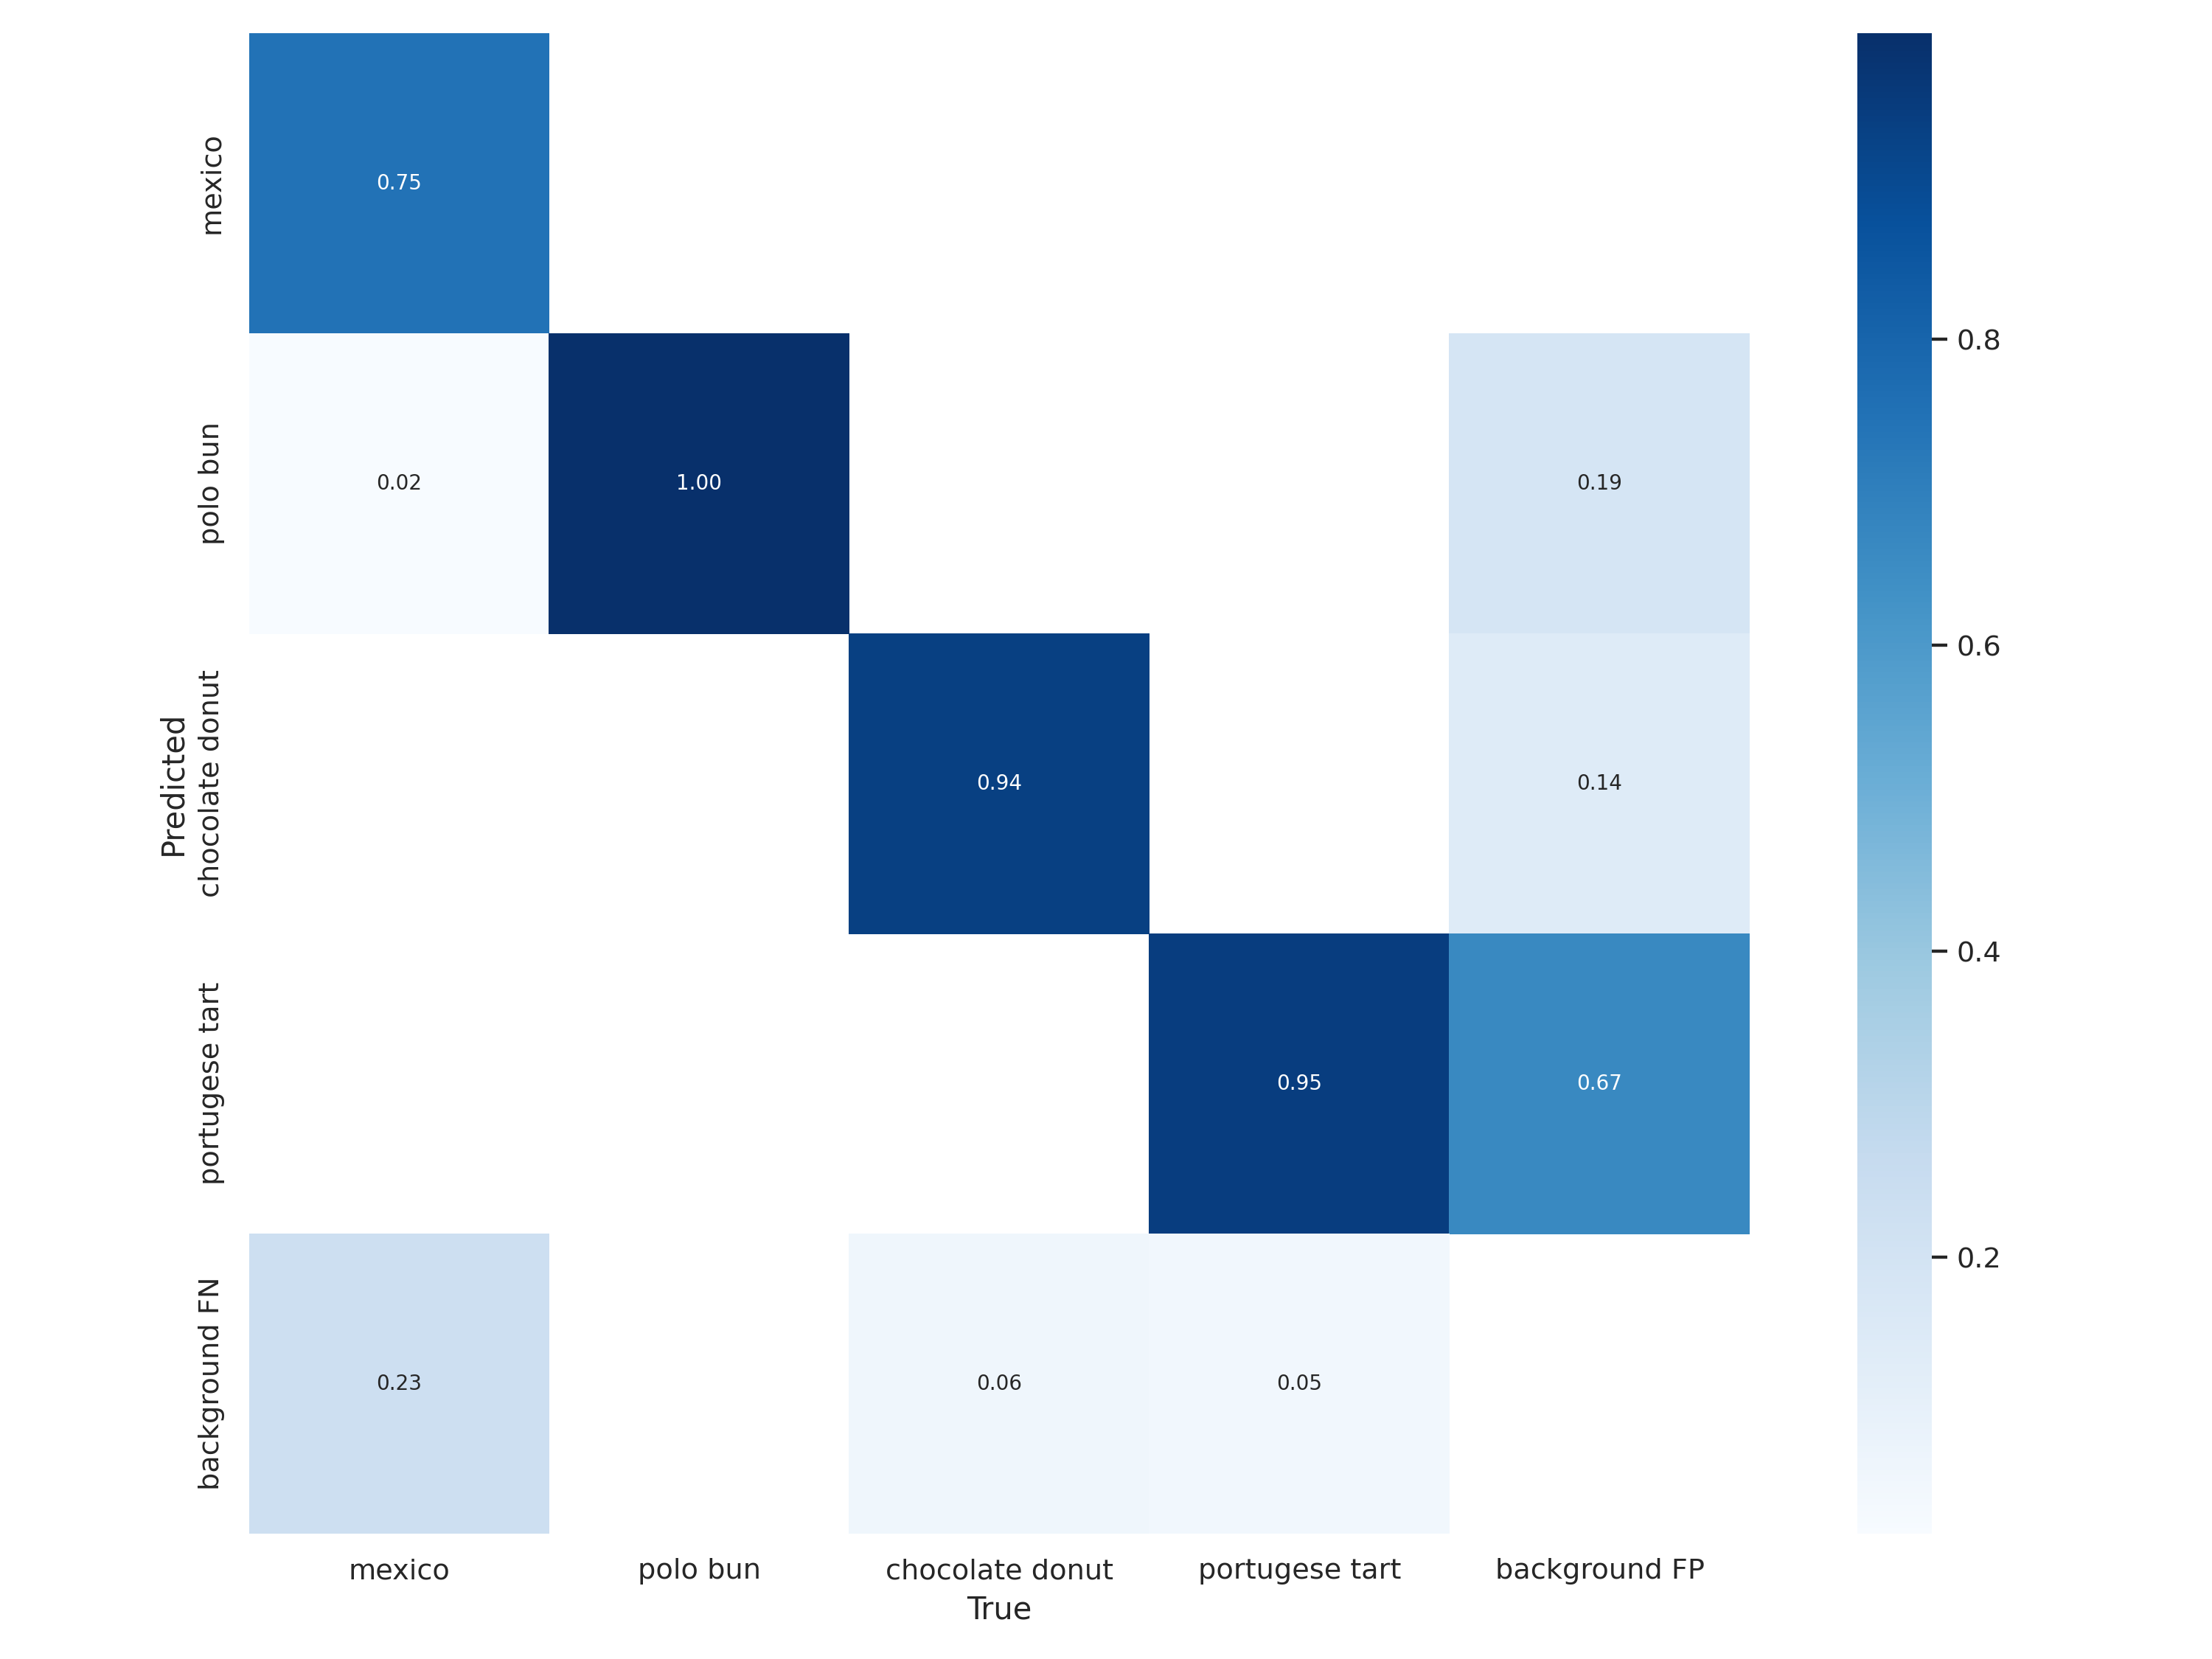 mexico
0.75
polo bun
0.02 1.00 0.19
0.8
Predicted
chocolate donut
0.94 0.14
0.6
portugese tart
0.95 0.67
0.4
background FN
0.23 0.06 0.05
0.2
mexico polo bun chocolate donut portugese tart background FP
True